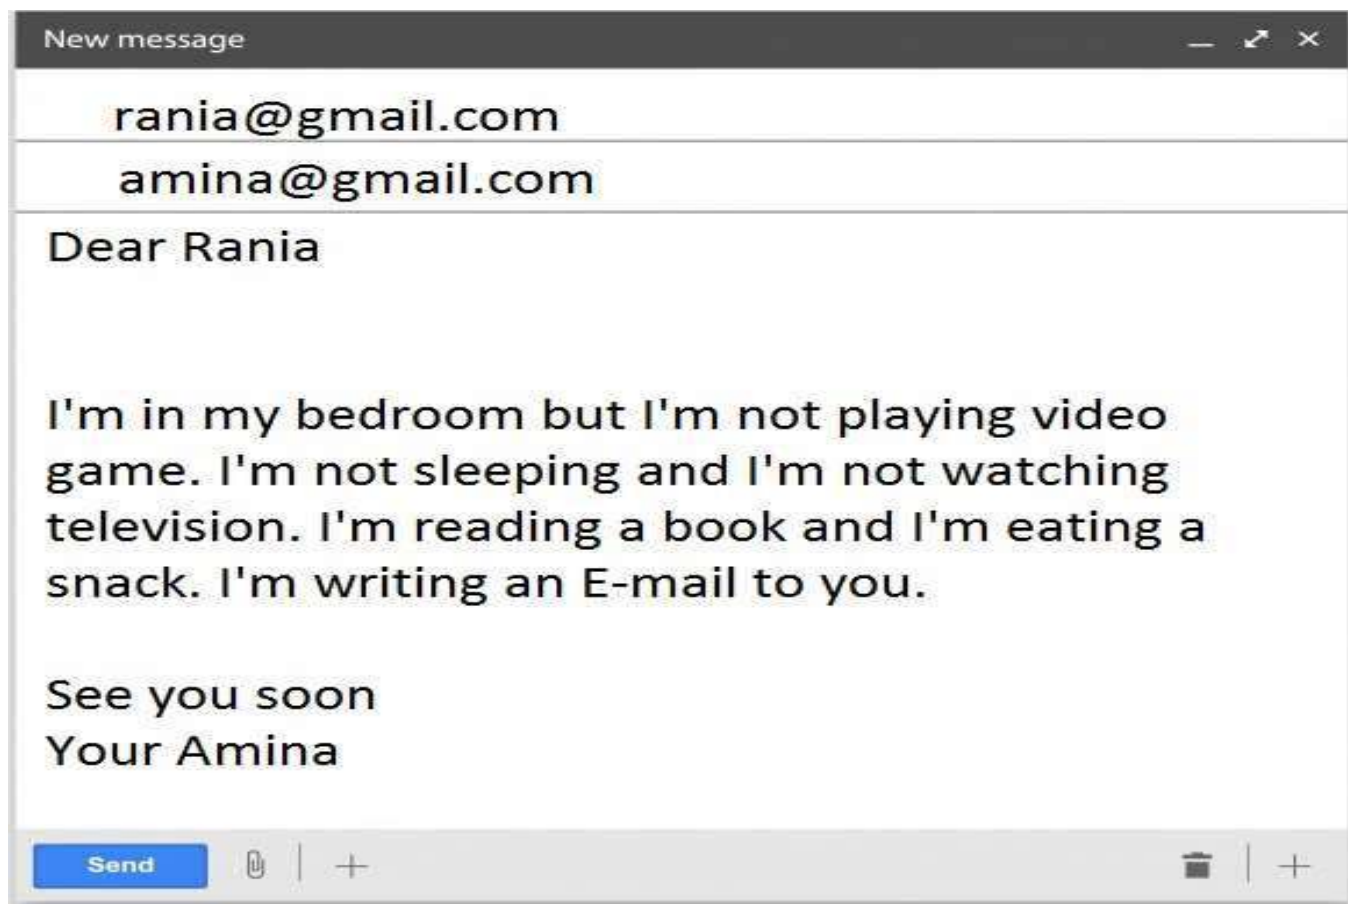 New message
rania@gmail.com
amina@gmail.com
Dear Rania
I'm in my bedroom but I'm not playing video
game. I'm not sleeping and I'm not watching
television. I'm reading a book and I'm eating a
snack. I'm writing an E-mail to you.
See you soon
Your Amina
Send